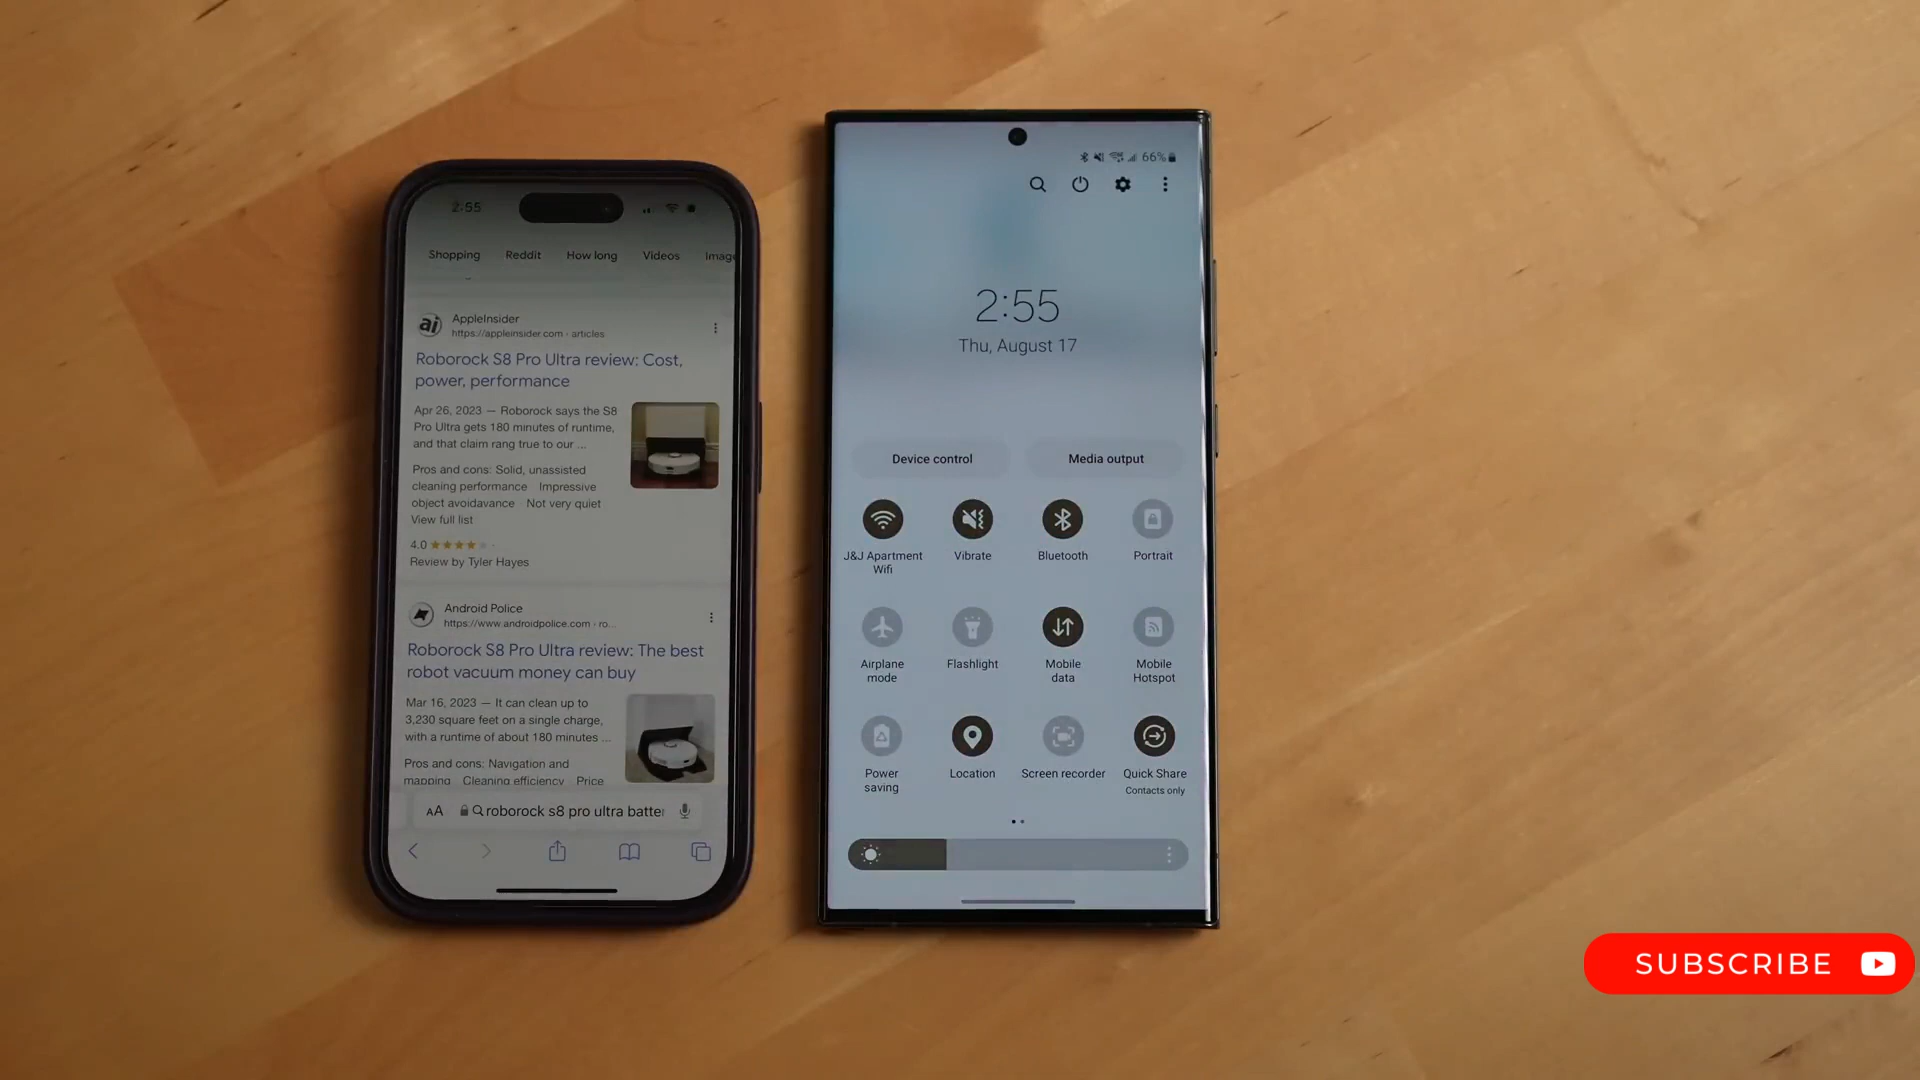 2:55
Shopping Reddit How long Videos Image
ai AppleInsider
https://appleinsider.com › articles
Roborock S8 Pro Ultra review: Cost,
power, performance
Apr 26, 2023 — Roborock says the S8
Pro Ultra gets 180 minutes of runtime,
and that claim rang true to our ...
Pros and cons: Solid, unassisted
cleaning performance Impressive
object avoidavance Not very quiet
View full list
4.0
Review by Tyler Hayes
Android Police
https://www.androidpolice.com › ro...
Roborock S8 Pro Ultra review: The best
robot vacuum money can buy
Mar 16, 2023 — It can clean up to
3,230 square feet on a single charge,
with a runtime of about 180 minutes ...
Pros and cons: Navigation and
mapping Cleaning efficiency Price
AA roborock s8 pro ultra batter
66%
2:55
Thu, August 17
Device control Media output
J&J Apartment
Wifi
Vibrate
Bluetooth
Portrait
Airplane
mode
Flashlight
Mobile
data
Mobile
Hotspot
Power
saving
Location
Screen recorder
Quick Share
Contacts only
SUBSCRIBE